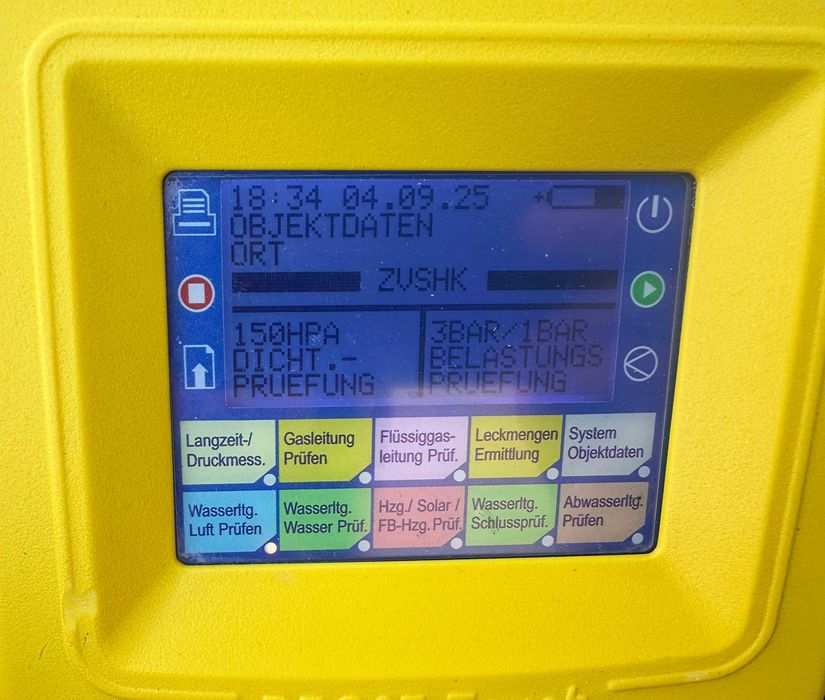 18:34 04.09.25
OBJEKTDATEN
ORT
ZVSHK
150HPA
DICHT.-
PRUEFUNG
3BAR/1BAR
BELASTUNGS
PRUEFUNG
Langzeit-/
Druckmess.
Gasleitung
Prüfen
Flüssiggas-
leitung Prüf.
Leckmengen
Ermittlung
System
Objektdaten
Wasserltg.
Luft Prüfen
Wasserltg.
Wasser Prüf.
Hzg./ Solar /
FB-Hzg. Prüf.
Wasserltg.
Schlussprüf.
Abwasserltg.
Prüfen